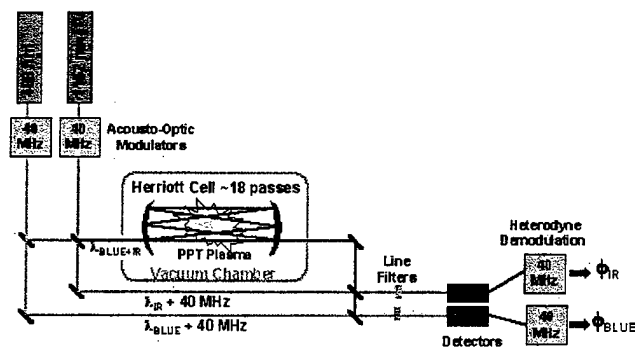 40 MHz
40 MHz
Acousto-Optic Modulators
Herriott Cell ~18 passes
λBLUE+IR
PPT Plasma
Vacuum Chamber
λIR + 40 MHz
λBLUE + 40 MHz
Line Filters
Detectors
Heterodyne Demodulation
40 MHz
ϕIR
40 MHz
ϕBLUE